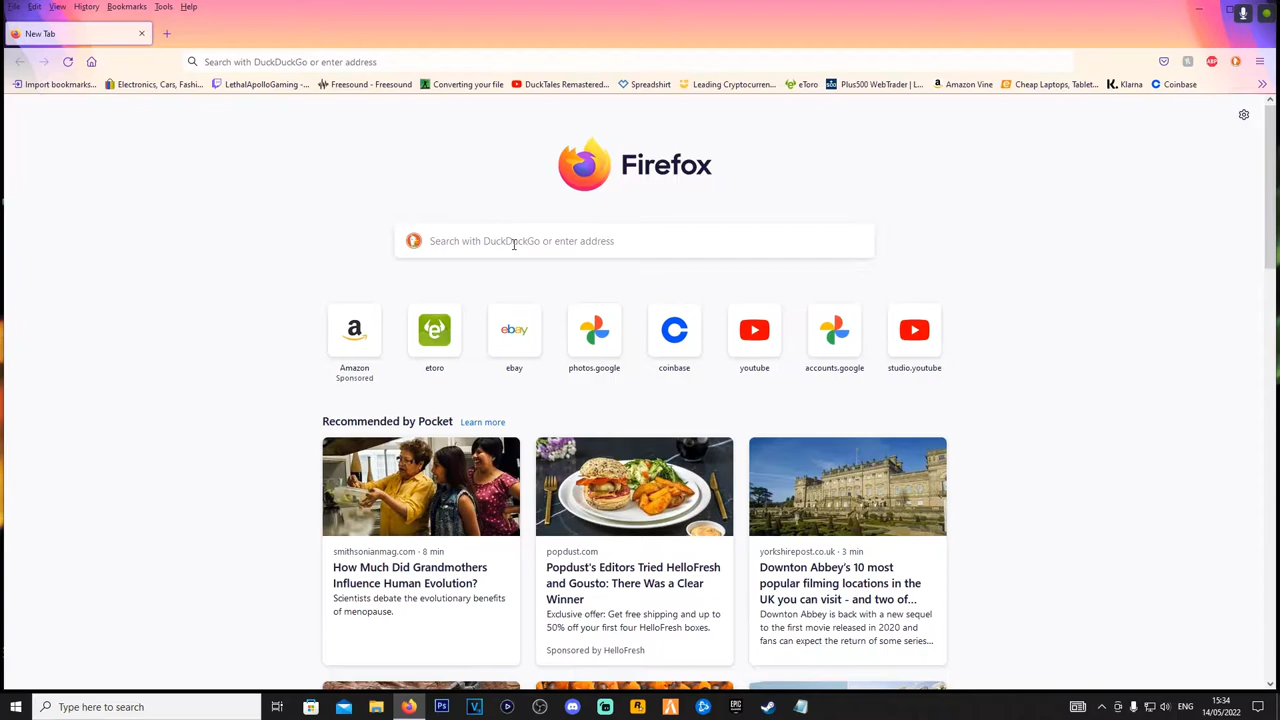 File Edit View History Bookmarks Tools Help
New Tab
Search with DuckDuckGo or enter address
Import bookmarks... Electronics, Cars, Fashi... LethalApolloGaming -... Freesound - Freesound Converting your file DuckTales Remastered... Spreadshirt Leading Cryptocurren... eToro Plus500 WebTrader | L... Amazon Vine Cheap Laptops, Tablet... Klarna Coinbase
Firefox
Search with DuckDuckGo or enter address
Amazon etoro ebay photos.google coinbase youtube accounts.google studio.youtube
Sponsored
Recommended by Pocket Learn more
smithsonianmag.com · 8 min
How Much Did Grandmothers
Influence Human Evolution?
Scientists debate the evolutionary benefits
of menopause.
popdust.com
Popdust's Editors Tried HelloFresh
and Gousto: There Was a Clear
Winner
Exclusive offer: Get free shipping and up to
50% off your first four HelloFresh boxes.
Sponsored by HelloFresh
yorkshirepost.co.uk · 3 min
Downton Abbey's 10 most
popular filming locations in the
UK you can visit - and two of...
Downton Abbey is back with a new sequel
to the first movie released in 2020 and
fans can expect the return of some series...
Type here to search
ENG
15:34
14/05/2022